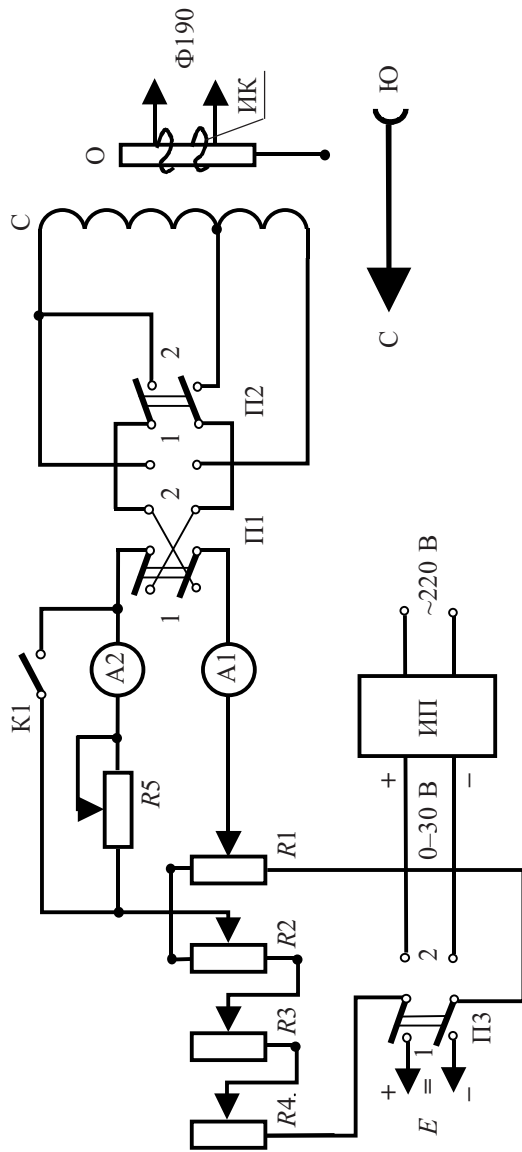 С
О
Ф190
ИК
К1
А2
А1
R5
1
2
П1
1
2
П2
R1
R2
R3
R4.
С
Ю
ИП
~220 В
+
0–30 В
–
2
1
П3
+
E =
–